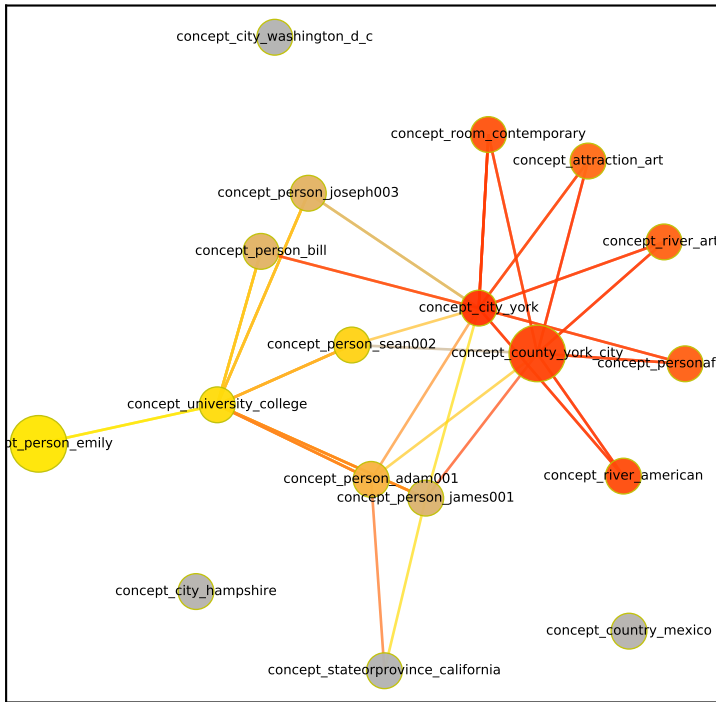 concept_city_washington_d_c
concept_room_contemporary
concept_attraction_art
concept_person_joseph003
concept_river_art
concept_person_bill
concept_city_york
concept_person_sean002
concept_county_york_city
concept_personaf
concept_university_college
pt_person_emily
concept_person_adam001
concept_river_american
concept_person_james001
concept_city_hampshire
concept_country_mexico
concept_stateorprovince_california